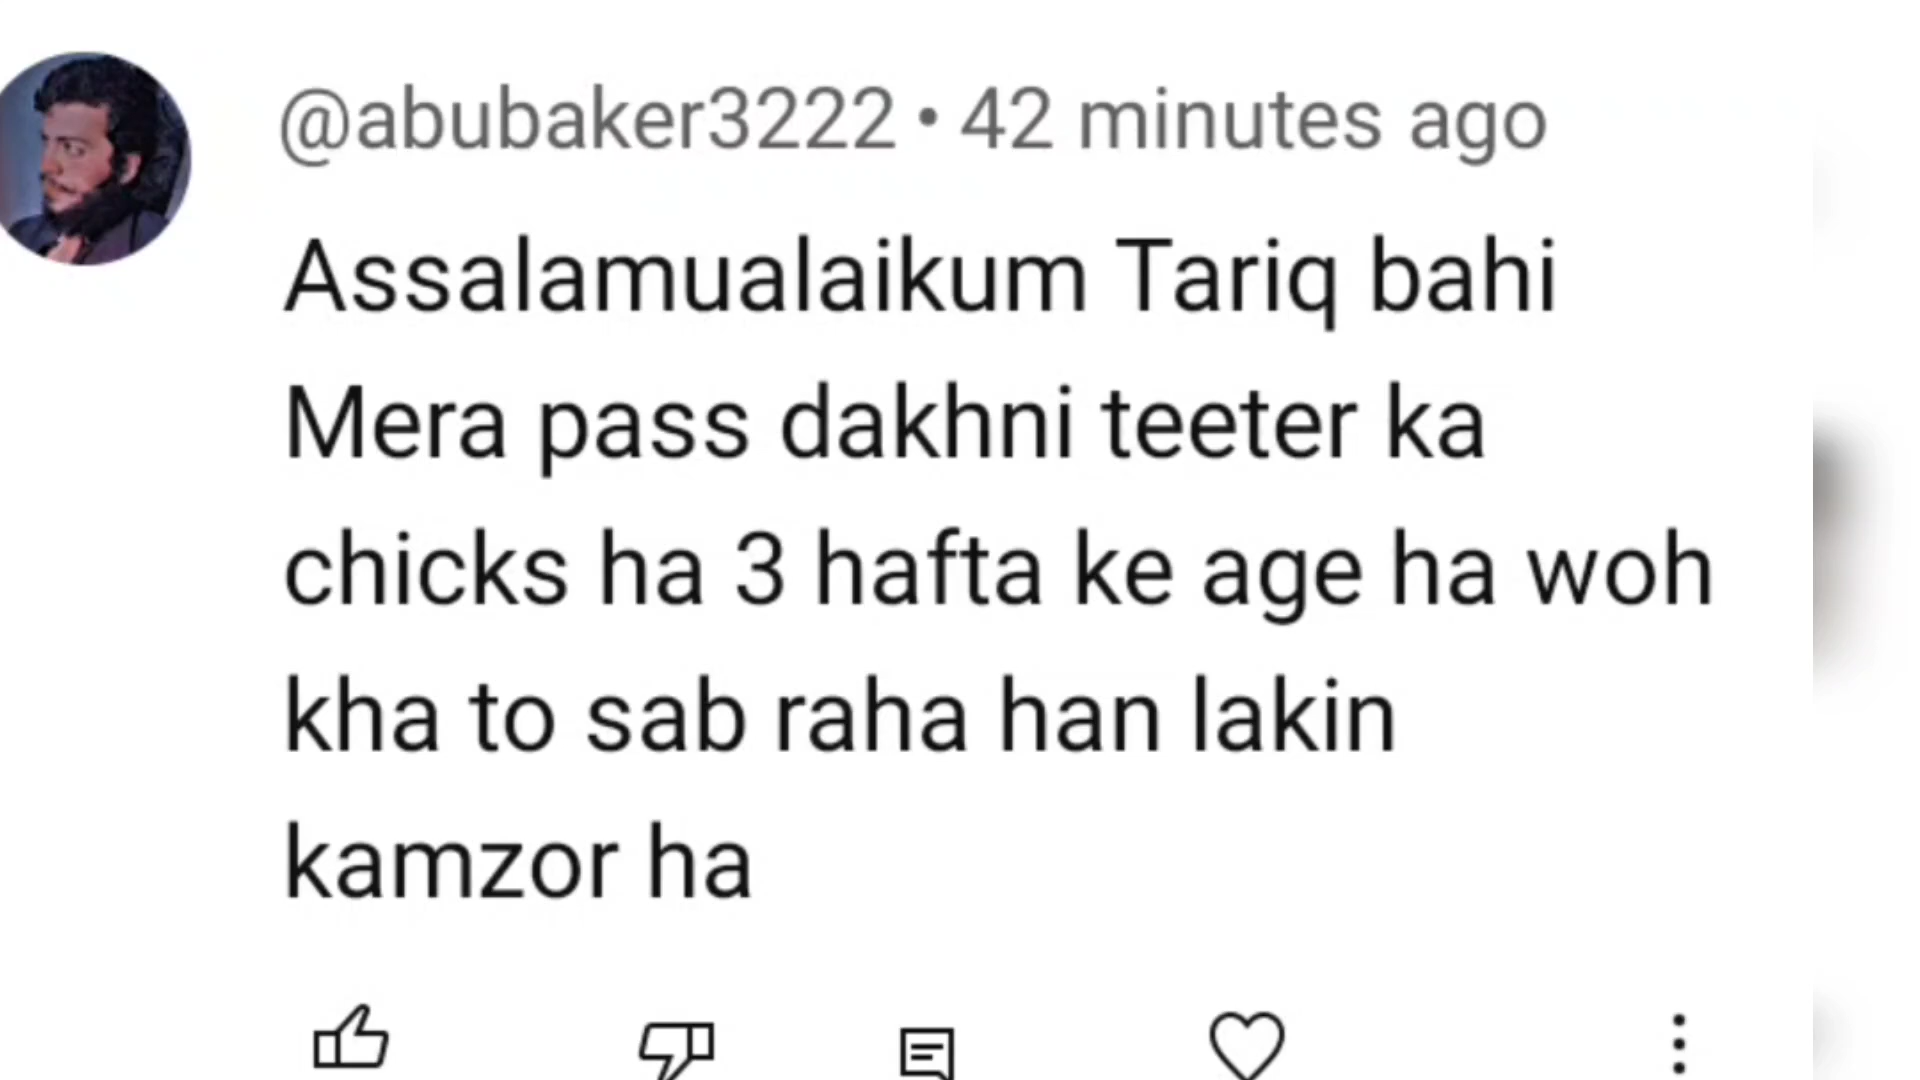 @abubaker3222 • 42 minutes ago
Assalamualaikum Tariq bahi
Mera pass dakhni teeter ka
chicks ha 3 hafta ke age ha woh
kha to sab raha han lakin
kamzor ha